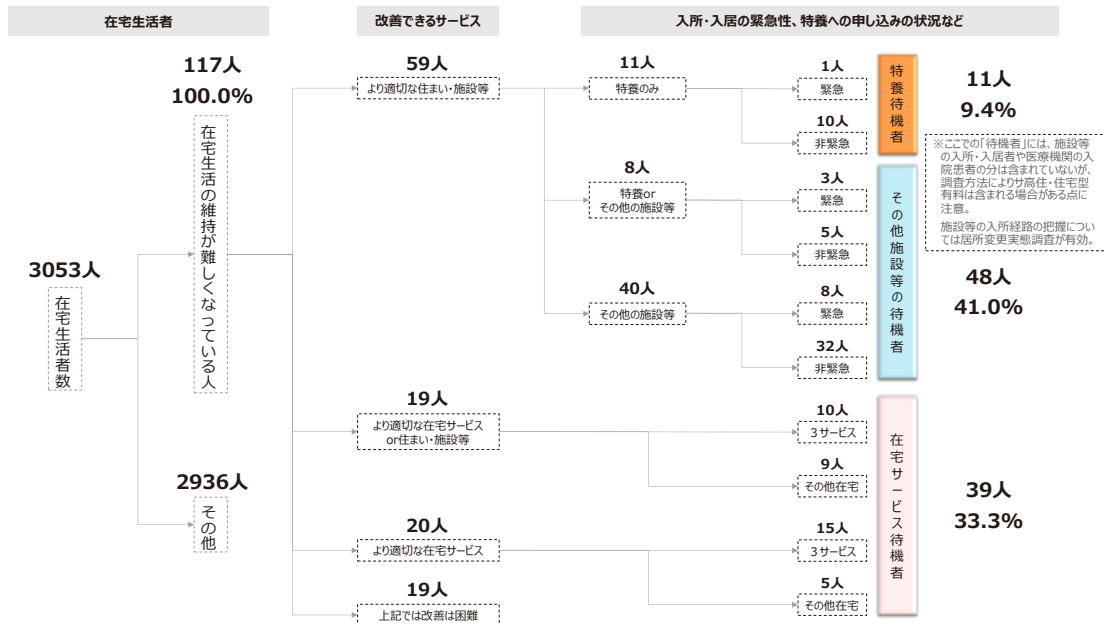 在宅生活者
改善できるサービス
入所・入居の緊急性、特養への申し込みの状況など
3053人
在宅生活者数
117人
100.0%
在宅生活の維持が難しくなっている人
2936人
その他
59人
より適切な住まい・施設等
19人
より適切な在宅サービス
or住まい・施設等
20人
より適切な在宅サービス
19人
上記では改善は困難
11人
特養のみ
8人
特養or
その他の施設等
40人
その他の施設等
1人
緊急
10人
非緊急
3人
緊急
5人
非緊急
8人
緊急
32人
非緊急
10人
3サービス
9人
その他在宅
15人
3サービス
5人
その他在宅
特養待機者
その他施設等の待機者
在宅サービス待機者
11人
9.4%
※ここでの「待機者」には、施設等
の入所・入居者や医療機関の入
院患者の分は含まれていないが、
調査方法によりサ高住・住宅型
有料は含まれる場合がある点に
注意。
施設等の入所経路の把握につい
ては居所変更実態調査が有効。
48人
41.0%
39人
33.3%